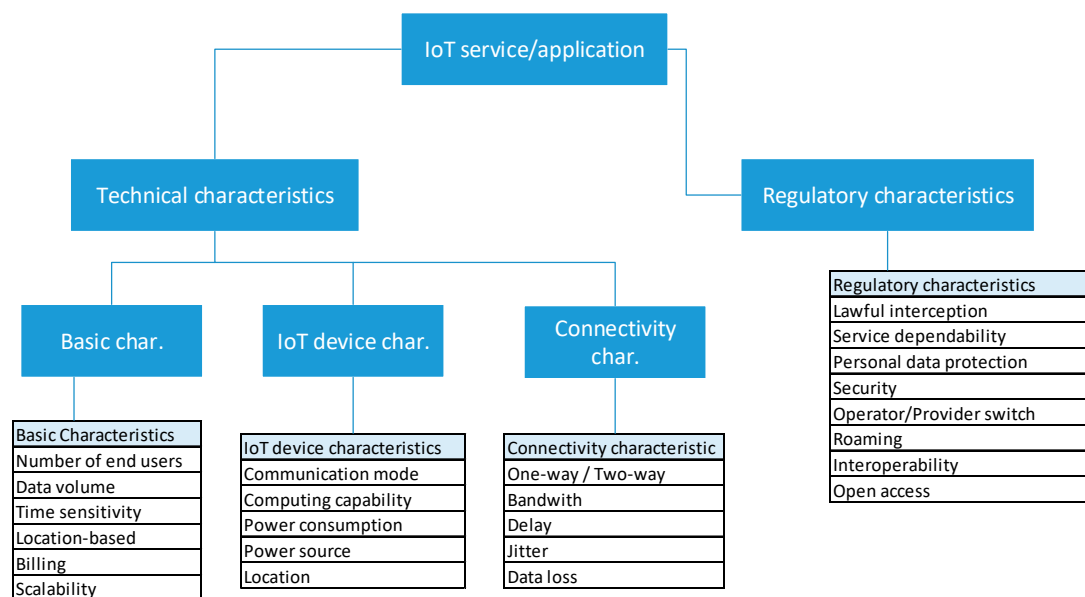 IoT service/application
Technical characteristics
Regulatory characteristics
Basic char.
IoT device char.
Connectivity
char.
Basic Characteristics
Number of end users
Data volume
Time sensitivity
Location-based
Billing
Scalability
IoT device characteristics
Communication mode
Computing capability
Power consumption
Power source
Location
Connectivity characteristic
One-way / Two-way
Bandwith
Delay
Jitter
Data loss
Regulatory characteristics
Lawful interception
Service dependability
Personal data protection
Security
Operator/Provider switch
Roaming
Interoperability
Open access